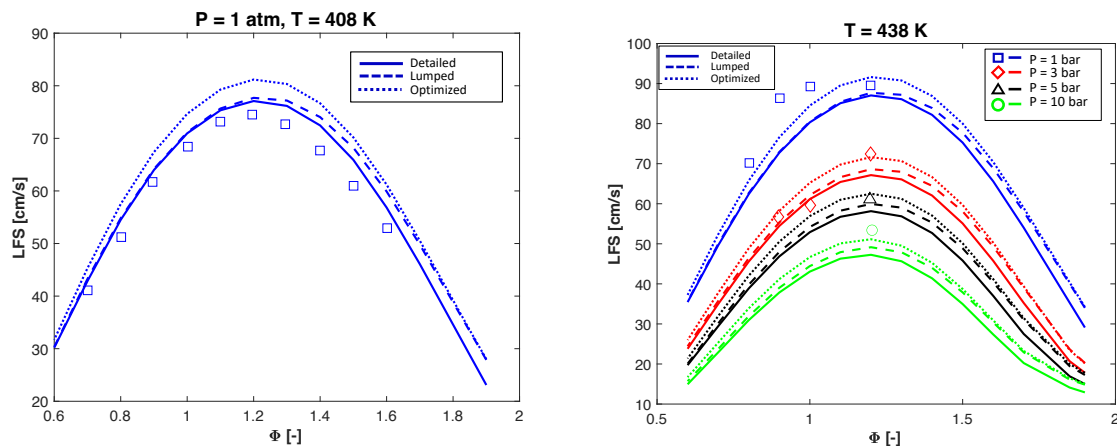 P = 1 atm, T = 408 K
LFS [cm/s]
90
80
70
60
50
40
30
20
Detailed
Lumped
Optimized
0.6 0.8 1 1.2 1.4 1.6 1.8 2
Φ [-]
T = 438 K
LFS [cm/s]
100
90
80
70
60
50
40
30
20
10
Detailed
Lumped
Optimized
P = 1 bar
P = 3 bar
P = 5 bar
P = 10 bar
0.5 1 1.5 2
Φ [-]